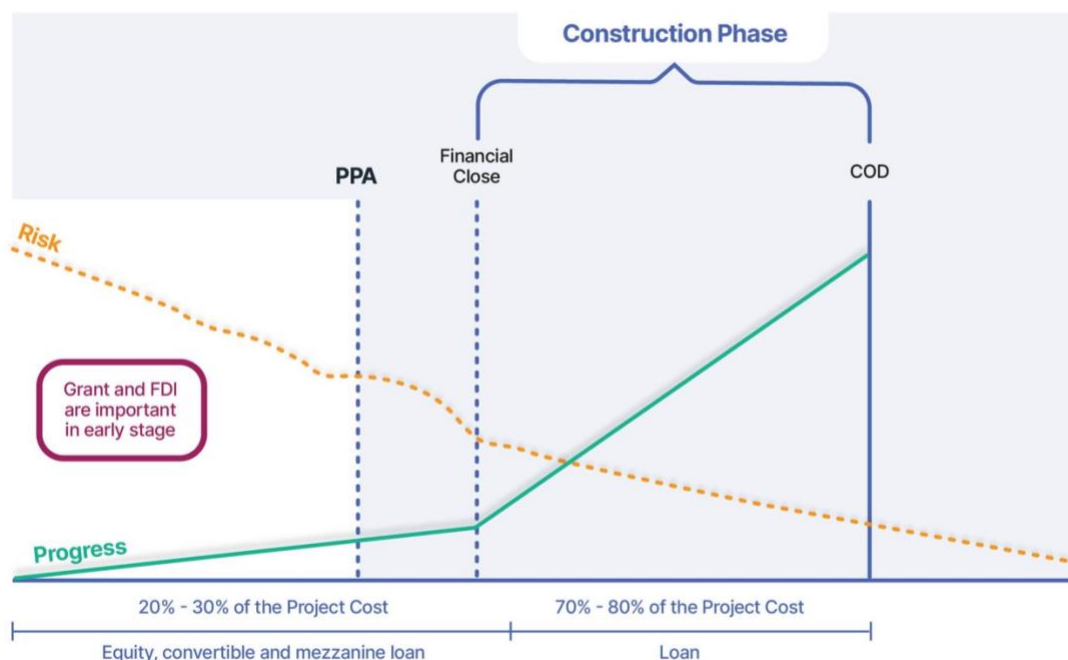 Construction Phase
Financial
Close
PPA
COD
Risk
Grant and FDI
are important
in early stage
Progress
20% - 30% of the Project Cost
70% - 80% of the Project Cost
Equity, convertible and mezzanine loan
Loan